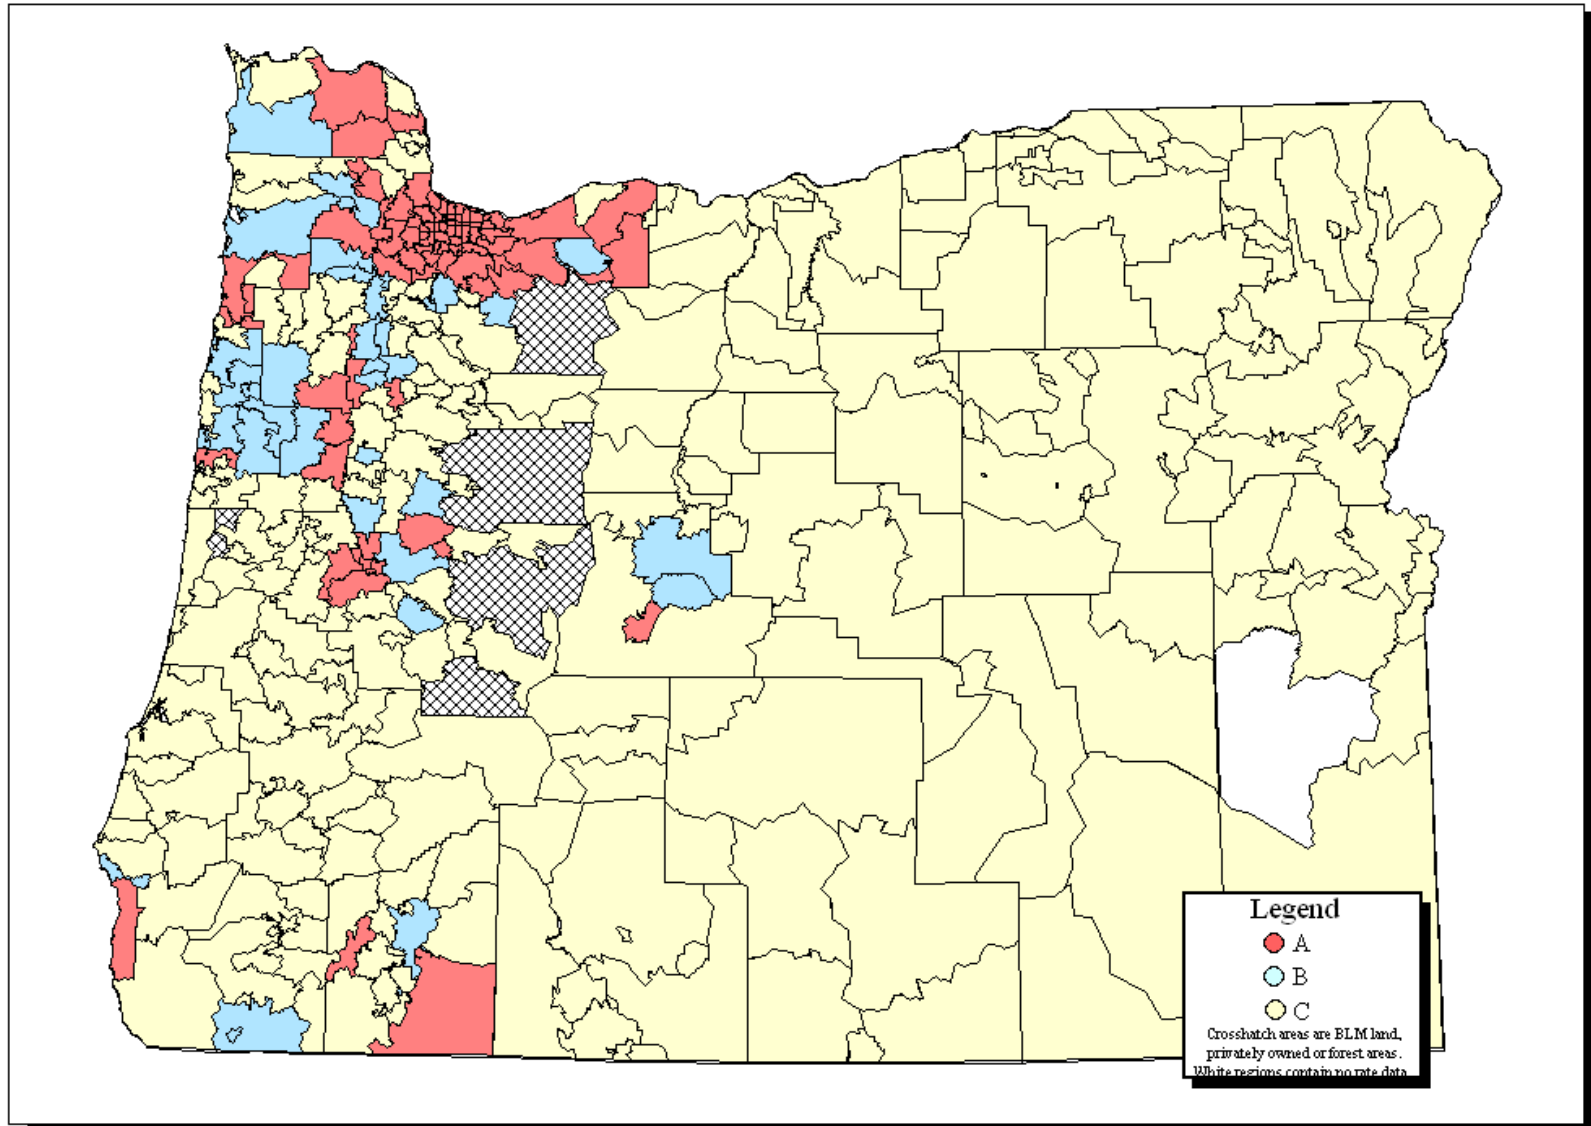 Legend
A
B
C
Crosshatch areas are BLM land,
privately owned or forest areas.
White regions contain no rate data.